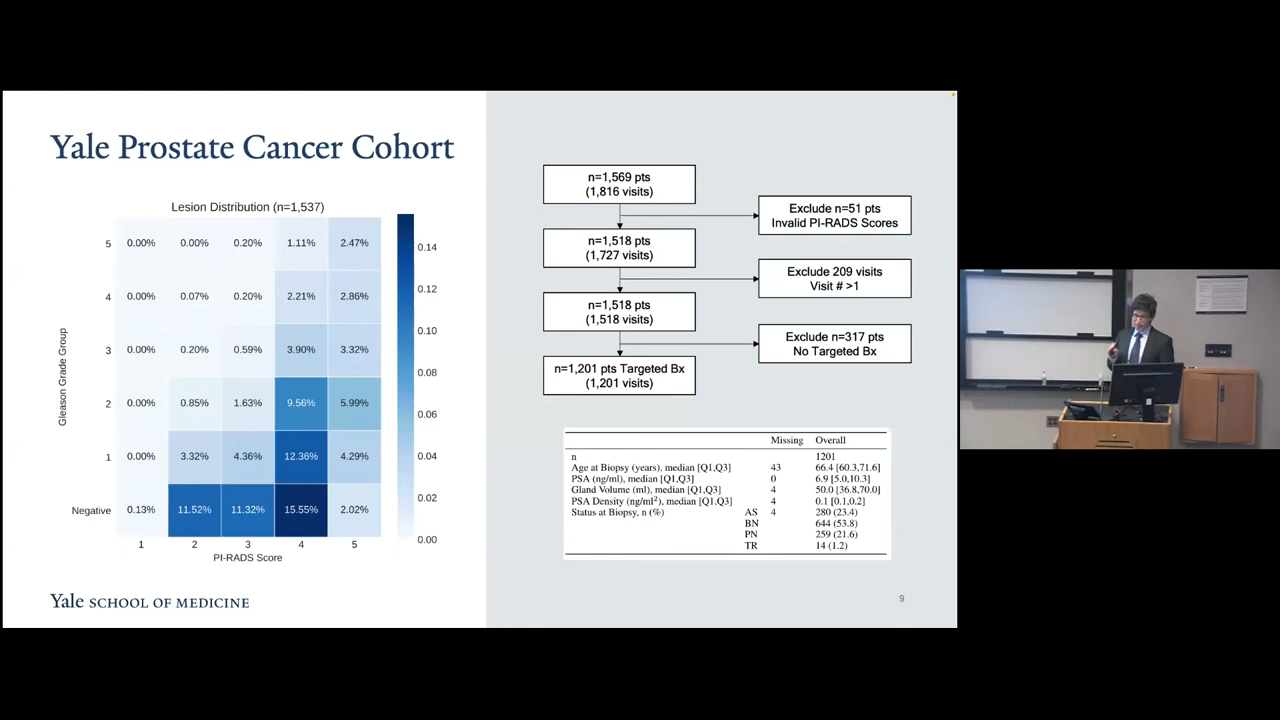 Yale Prostate Cancer Cohort
Lesion Distribution (n=1,537)
5 0.00% 0.00% 0.20% 1.11% 2.47%
4 0.00% 0.07% 0.20% 2.21% 2.86%
3 0.00% 0.20% 0.59% 3.90% 3.32%
2 0.00% 0.85% 1.63% 9.56% 5.99%
1 0.00% 3.32% 4.36% 12.36% 4.29%
Negative 0.13% 11.52% 11.32% 15.55% 2.02%
1 2 3 4 5
PI-RADS Score
Gleason Grade Group
0.14
0.12
0.10
0.08
0.06
0.04
0.02
0.00
Yale SCHOOL OF MEDICINE
n=1,569 pts
(1,816 visits)
Exclude n=51 pts
Invalid PI-RADS Scores
n=1,518 pts
(1,727 visits)
Exclude 209 visits
Visit # >1
n=1,518 pts
(1,518 visits)
Exclude n=317 pts
No Targeted Bx
n=1,201 pts Targeted Bx
(1,201 visits)
Missing Overall
n 1201
Age at Biopsy (years), median [Q1,Q3] 43 66.4 [60.3,71.6]
PSA (ng/ml), median [Q1,Q3] 0 6.9 [5.0,10.3]
Gland Volume (ml), median [Q1,Q3] 4 50.0 [36.8,70.0]
PSA Density (ng/ml²), median [Q1,Q3] 4 0.1 [0.1,0.2]
Status at Biopsy, n (%) AS 4 280 (23.4)
BN 644 (53.8)
PN 259 (21.6)
TR 14 (1.2)
9